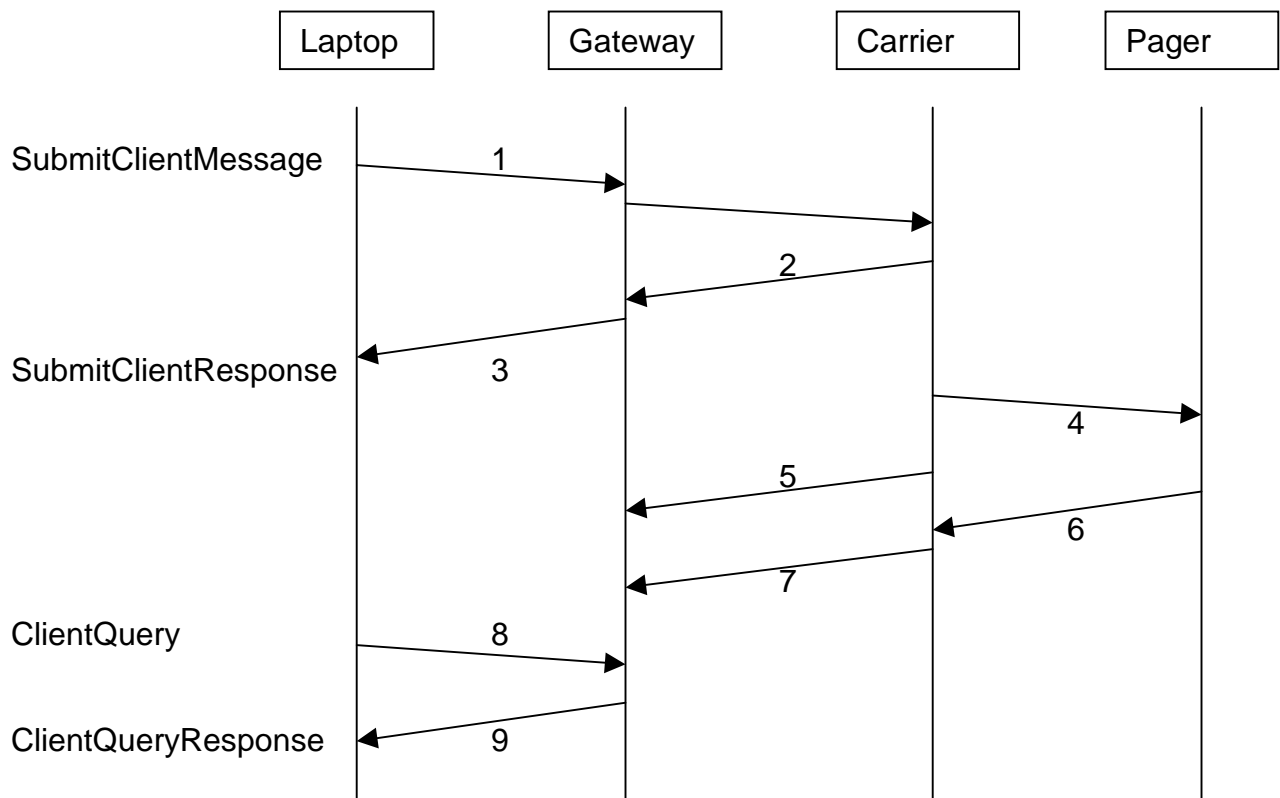 Laptop Gateway Carrier Pager
SubmitClientMessage 1
2
SubmitClientResponse 3
4
5
6
7
ClientQuery 8
ClientQueryResponse 9